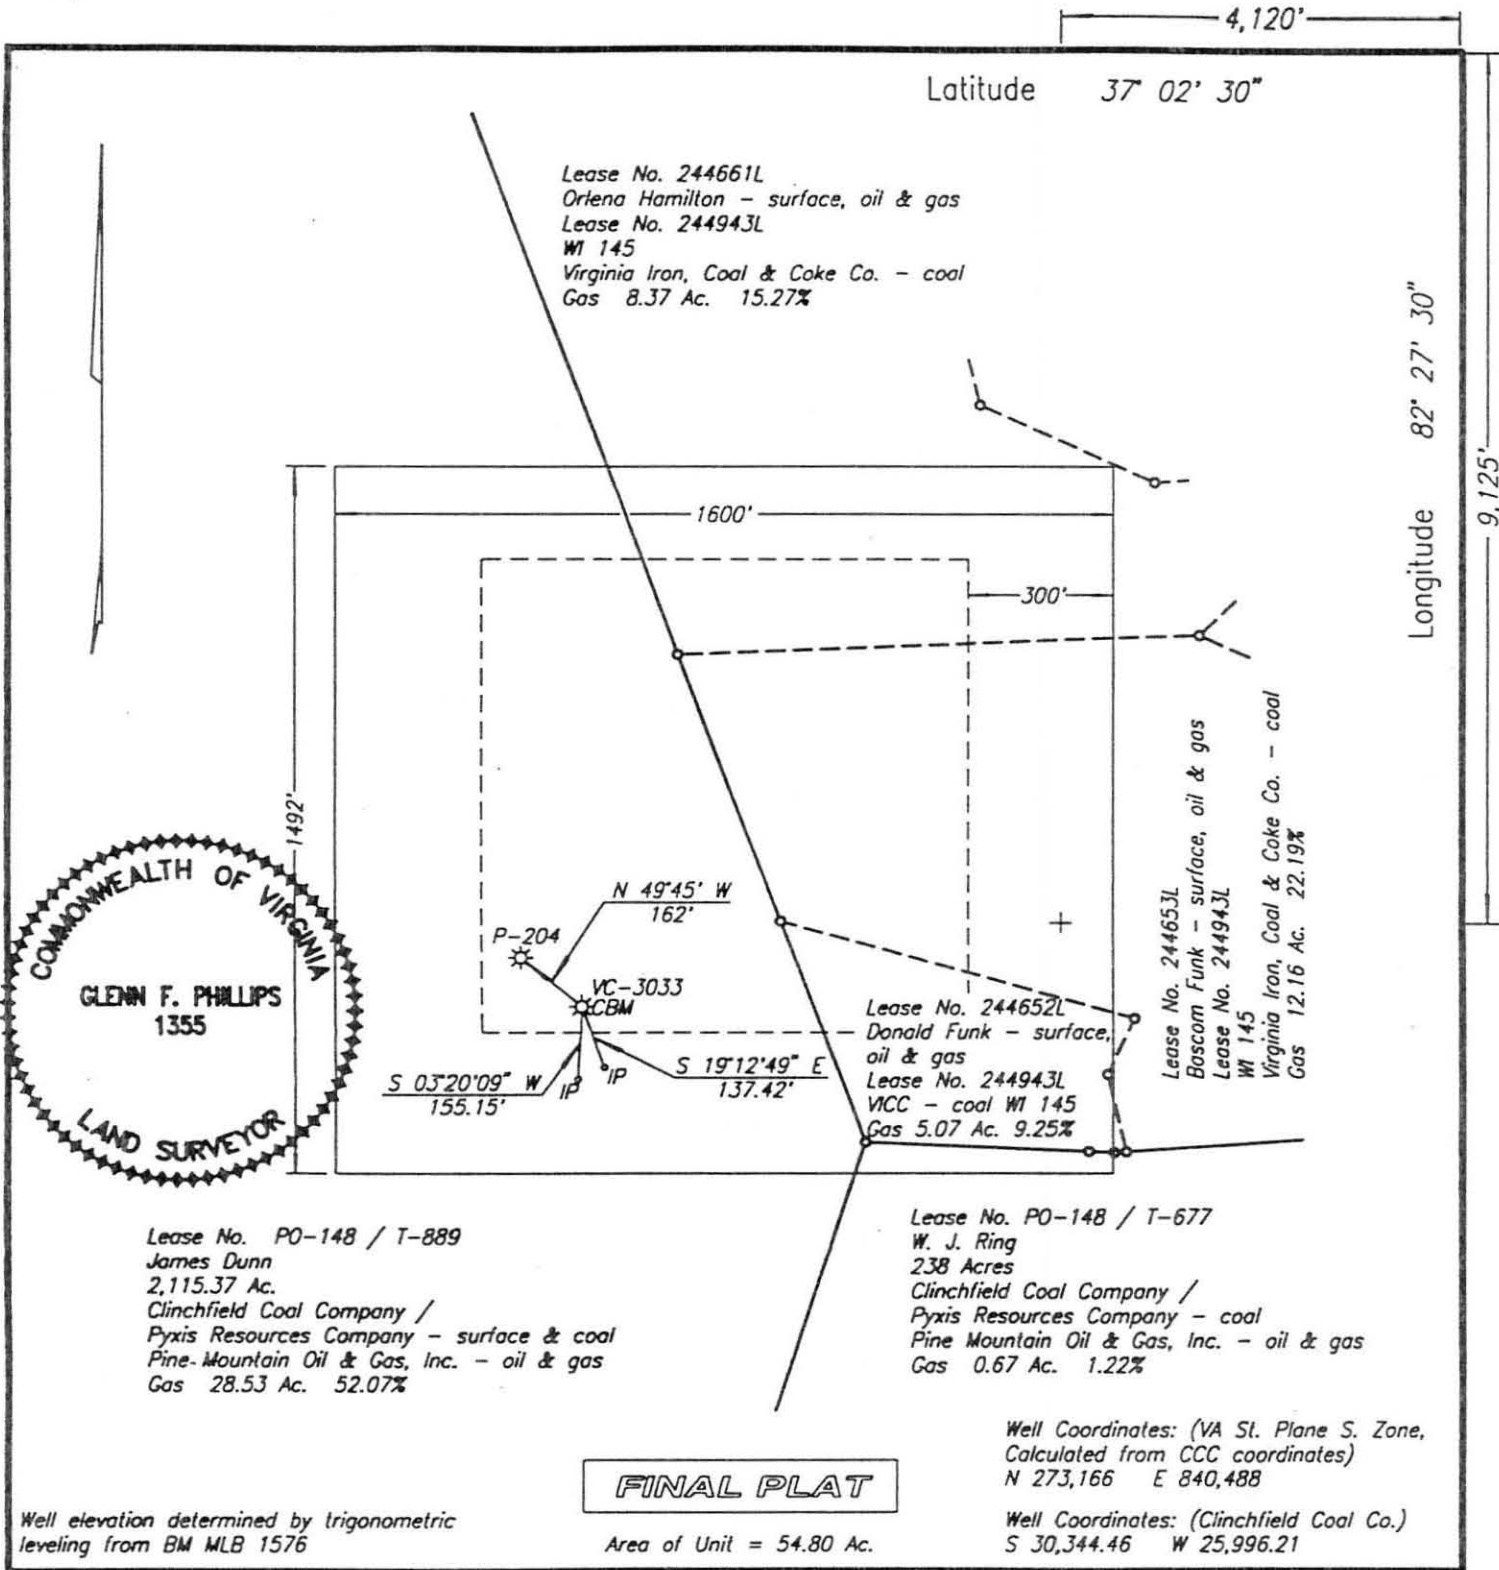 4,120'
Latitude 37° 02' 30"
Lease No. 244661L
Orlena Hamilton - surface, oil & gas
Lease No. 244943L
WI 145
Virginia Iron, Coal & Coke Co. - coal
Gas 8.37 Ac. 15.27%
Longitude 82° 27' 30"
9,125'
1600'
300'
1492'
COMMONWEALTH OF VIRGINIA
GLENN F. PHILLIPS
1355
LAND SURVEYOR
N 49°45' W
162'
P-204
VC-3033
CBM
S 03°20'09" W
155.15'
IP
IP
S 19°12'49" E
137.42'
Lease No. 244652L
Donald Funk - surface,
oil & gas
Lease No. 244943L
VICC - coal WI 145
Gas 5.07 Ac. 9.25%
Lease No. 244653L
Bascom Funk - surface, oil & gas
Lease No. 244943L
WI 145
Virginia Iron, Coal & Coke Co. - coal
Gas 12.16 Ac. 22.19%
Lease No. PO-148 / T-889
James Dunn
2,115.37 Ac.
Clinchfield Coal Company /
Pyxis Resources Company - surface & coal
Pine Mountain Oil & Gas, Inc. - oil & gas
Gas 28.53 Ac. 52.07%
Lease No. PO-148 / T-677
W. J. Ring
238 Acres
Clinchfield Coal Company /
Pyxis Resources Company - coal
Pine Mountain Oil & Gas, Inc. - oil & gas
Gas 0.67 Ac. 1.22%
Well Coordinates: (VA St. Plane S. Zone,
Calculated from CCC coordinates)
N 273,166 E 840,488
Well Coordinates: (Clinchfield Coal Co.)
S 30,344.46 W 25,996.21
FINAL PLAT
Area of Unit = 54.80 Ac.
Well elevation determined by trigonometric
leveling from BM MLB 1576